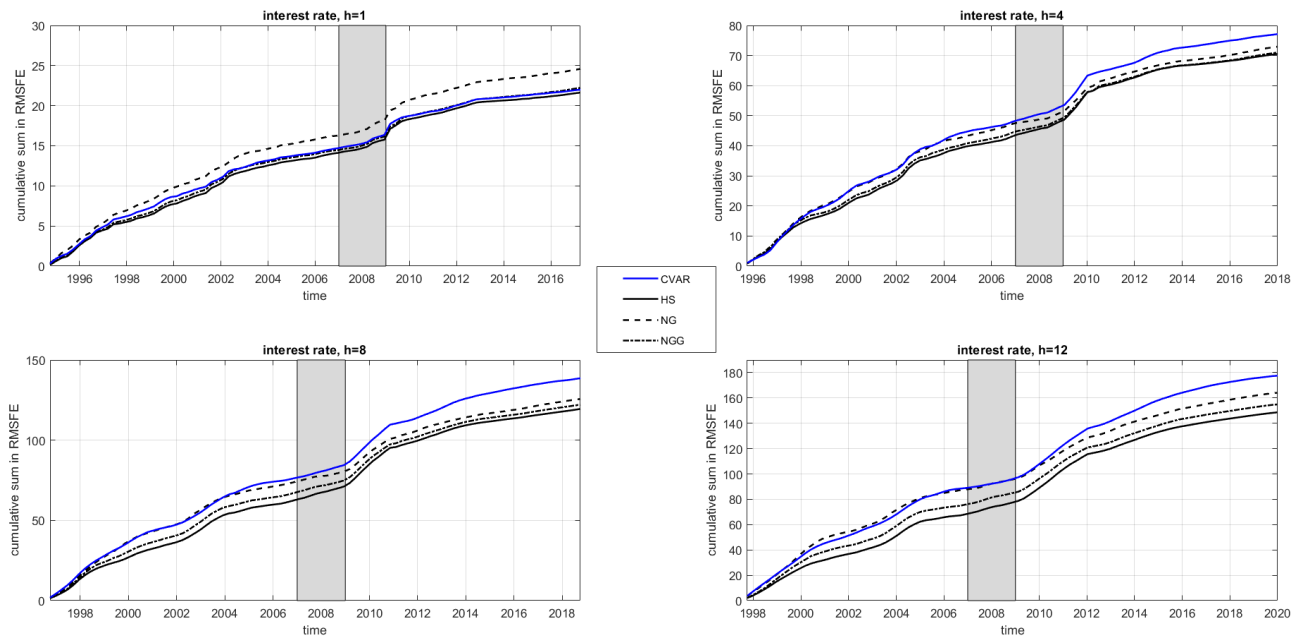 interest rate, h=1
cumulative sum in RMSFE
30
25
20
15
10
5
0
1996 1998 2000 2002 2004 2006 2008 2010 2012 2014 2016
time
interest rate, h=4
cumulative sum in RMSFE
80
70
60
50
40
30
20
10
0
1996 1998 2000 2002 2004 2006 2008 2010 2012 2014 2016 2018
time
CVAR
HS
NG
NGG
interest rate, h=8
cumulative sum in RMSFE
150
100
50
0
1998 2000 2002 2004 2006 2008 2010 2012 2014 2016 2018
time
interest rate, h=12
cumulative sum in RMSFE
180
160
140
120
100
80
60
40
20
0
1998 2000 2002 2004 2006 2008 2010 2012 2014 2016 2018 2020
time